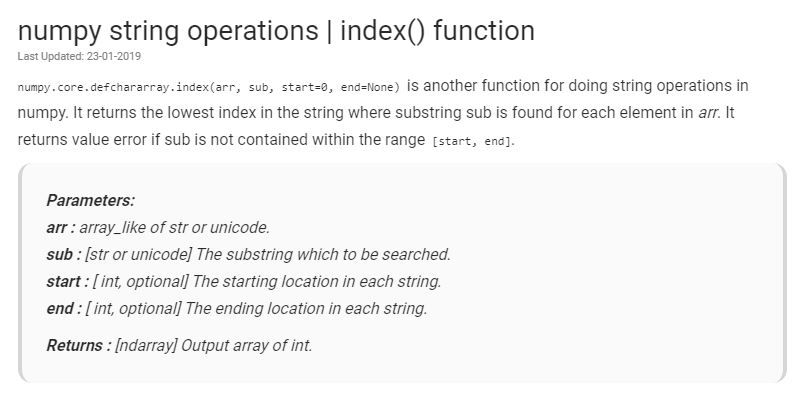 numpy string operations | index() function
Last Updated: 23-01-2019
numpy.core.defchararray.index(arr, sub, start=0, end=None) is another function for doing string operations in
numpy. It returns the lowest index in the string where substring sub is found for each element in arr. It
returns value error if sub is not contained within the range [start, end].
Parameters:
arr : array_like of str or unicode.
sub : [str or unicode] The substring which to be searched.
start : [ int, optional] The starting location in each string.
end : [ int, optional] The ending location in each string.
Returns : [ndarray] Output array of int.